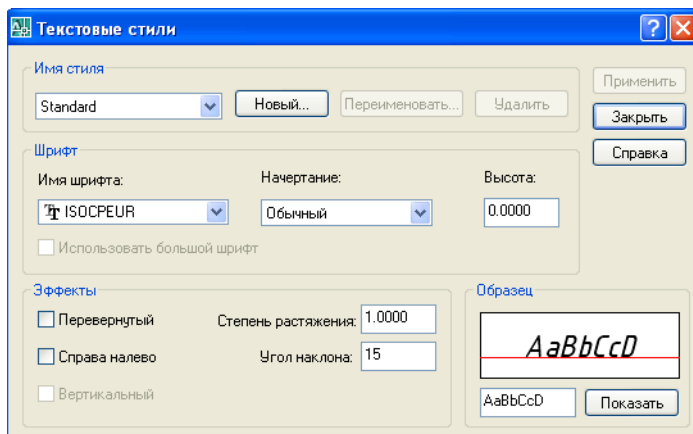 Текстовые стили
Имя стиля
Standard
Новый...
Переименовать...
Удалить
Применить
Закрыть
Справка
Шрифт
Имя шрифта:
Начертание:
Высота:
ISOCPEUR
Обычный
0.0000
Использовать большой шрифт
Эффекты
Перевернутый
Степень растяжения:
1.0000
Справа налево
Угол наклона:
15
Вертикальный
Образец
AaBbCcD
AaBbCcD
Показать